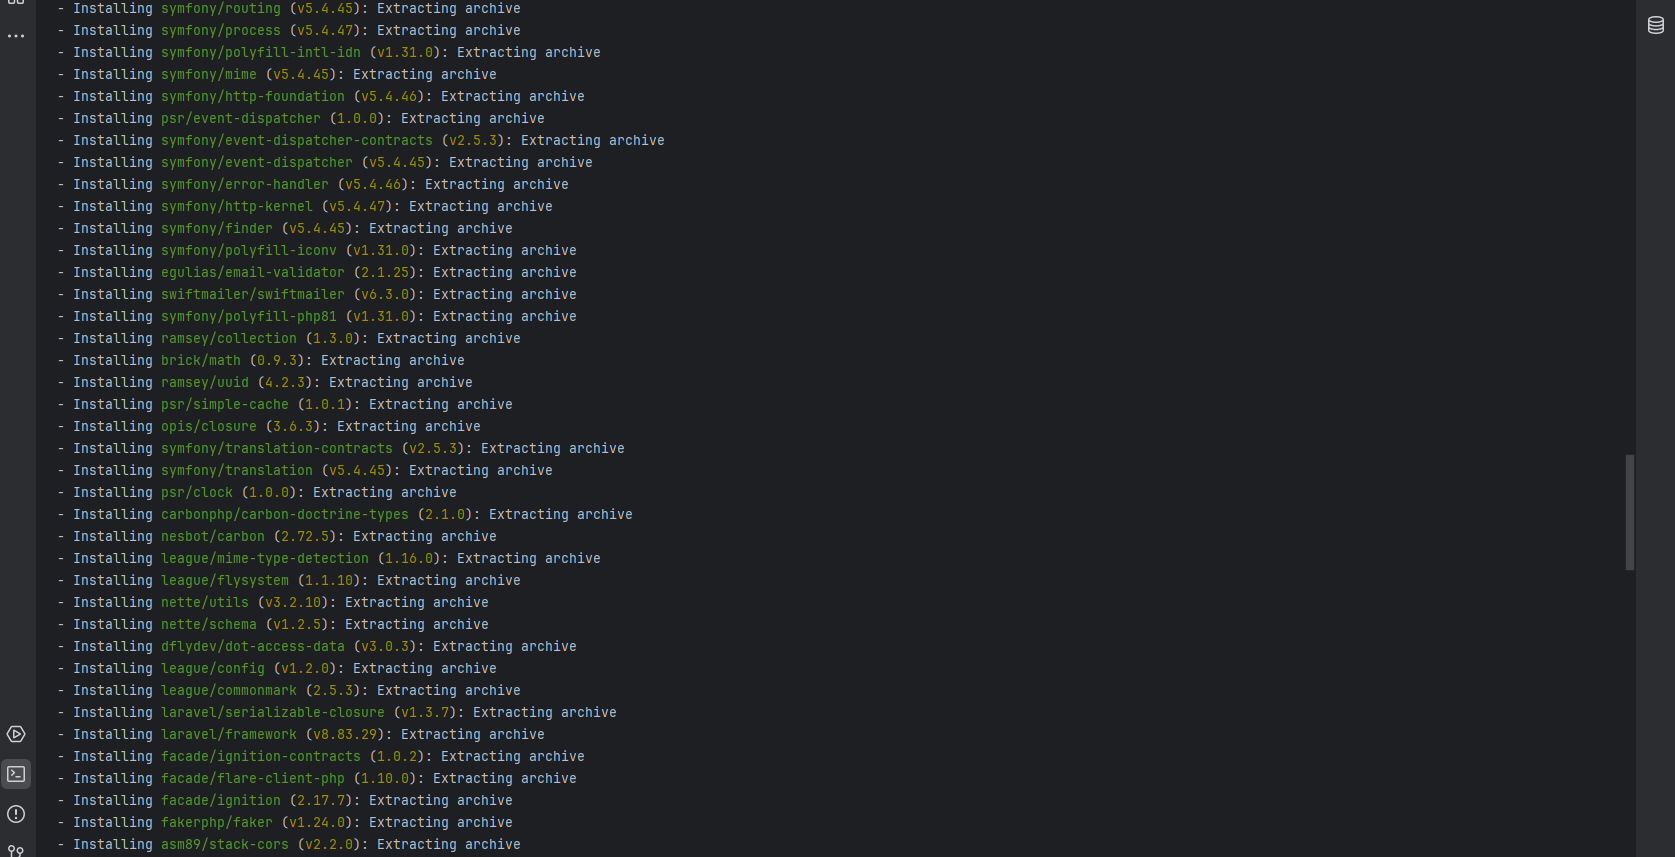 - Installing symfony/routing (v5.4.45): Extracting archive
- Installing symfony/process (v5.4.47): Extracting archive
- Installing symfony/polyfill-intl-idn (v1.31.0): Extracting archive
- Installing symfony/mime (v5.4.45): Extracting archive
- Installing symfony/http-foundation (v5.4.46): Extracting archive
- Installing psr/event-dispatcher (1.0.0): Extracting archive
- Installing symfony/event-dispatcher-contracts (v2.5.3): Extracting archive
- Installing symfony/event-dispatcher (v5.4.45): Extracting archive
- Installing symfony/error-handler (v5.4.46): Extracting archive
- Installing symfony/http-kernel (v5.4.47): Extracting archive
- Installing symfony/finder (v5.4.45): Extracting archive
- Installing symfony/polyfill-iconv (v1.31.0): Extracting archive
- Installing egulias/email-validator (2.1.25): Extracting archive
- Installing swiftmailer/swiftmailer (v6.3.0): Extracting archive
- Installing symfony/polyfill-php81 (v1.31.0): Extracting archive
- Installing ramsey/collection (1.3.0): Extracting archive
- Installing brick/math (0.9.3): Extracting archive
- Installing ramsey/uuid (4.2.3): Extracting archive
- Installing psr/simple-cache (1.0.1): Extracting archive
- Installing opis/closure (3.6.3): Extracting archive
- Installing symfony/translation-contracts (v2.5.3): Extracting archive
- Installing symfony/translation (v5.4.45): Extracting archive
- Installing psr/clock (1.0.0): Extracting archive
- Installing carbonphp/carbon-doctrine-types (2.1.0): Extracting archive
- Installing nesbot/carbon (2.72.5): Extracting archive
- Installing league/mime-type-detection (1.16.0): Extracting archive
- Installing league/flysystem (1.1.10): Extracting archive
- Installing nette/utils (v3.2.10): Extracting archive
- Installing nette/schema (v1.2.5): Extracting archive
- Installing dflydev/dot-access-data (v3.0.3): Extracting archive
- Installing league/config (v1.2.0): Extracting archive
- Installing league/commonmark (2.5.3): Extracting archive
- Installing laravel/serializable-closure (v1.3.7): Extracting archive
- Installing laravel/framework (v8.83.29): Extracting archive
- Installing facade/ignition-contracts (1.0.2): Extracting archive
- Installing facade/flare-client-php (1.10.0): Extracting archive
- Installing facade/ignition (2.17.7): Extracting archive
- Installing fakerphp/faker (v1.24.0): Extracting archive
- Installing asm89/stack-cors (v2.2.0): Extracting archive